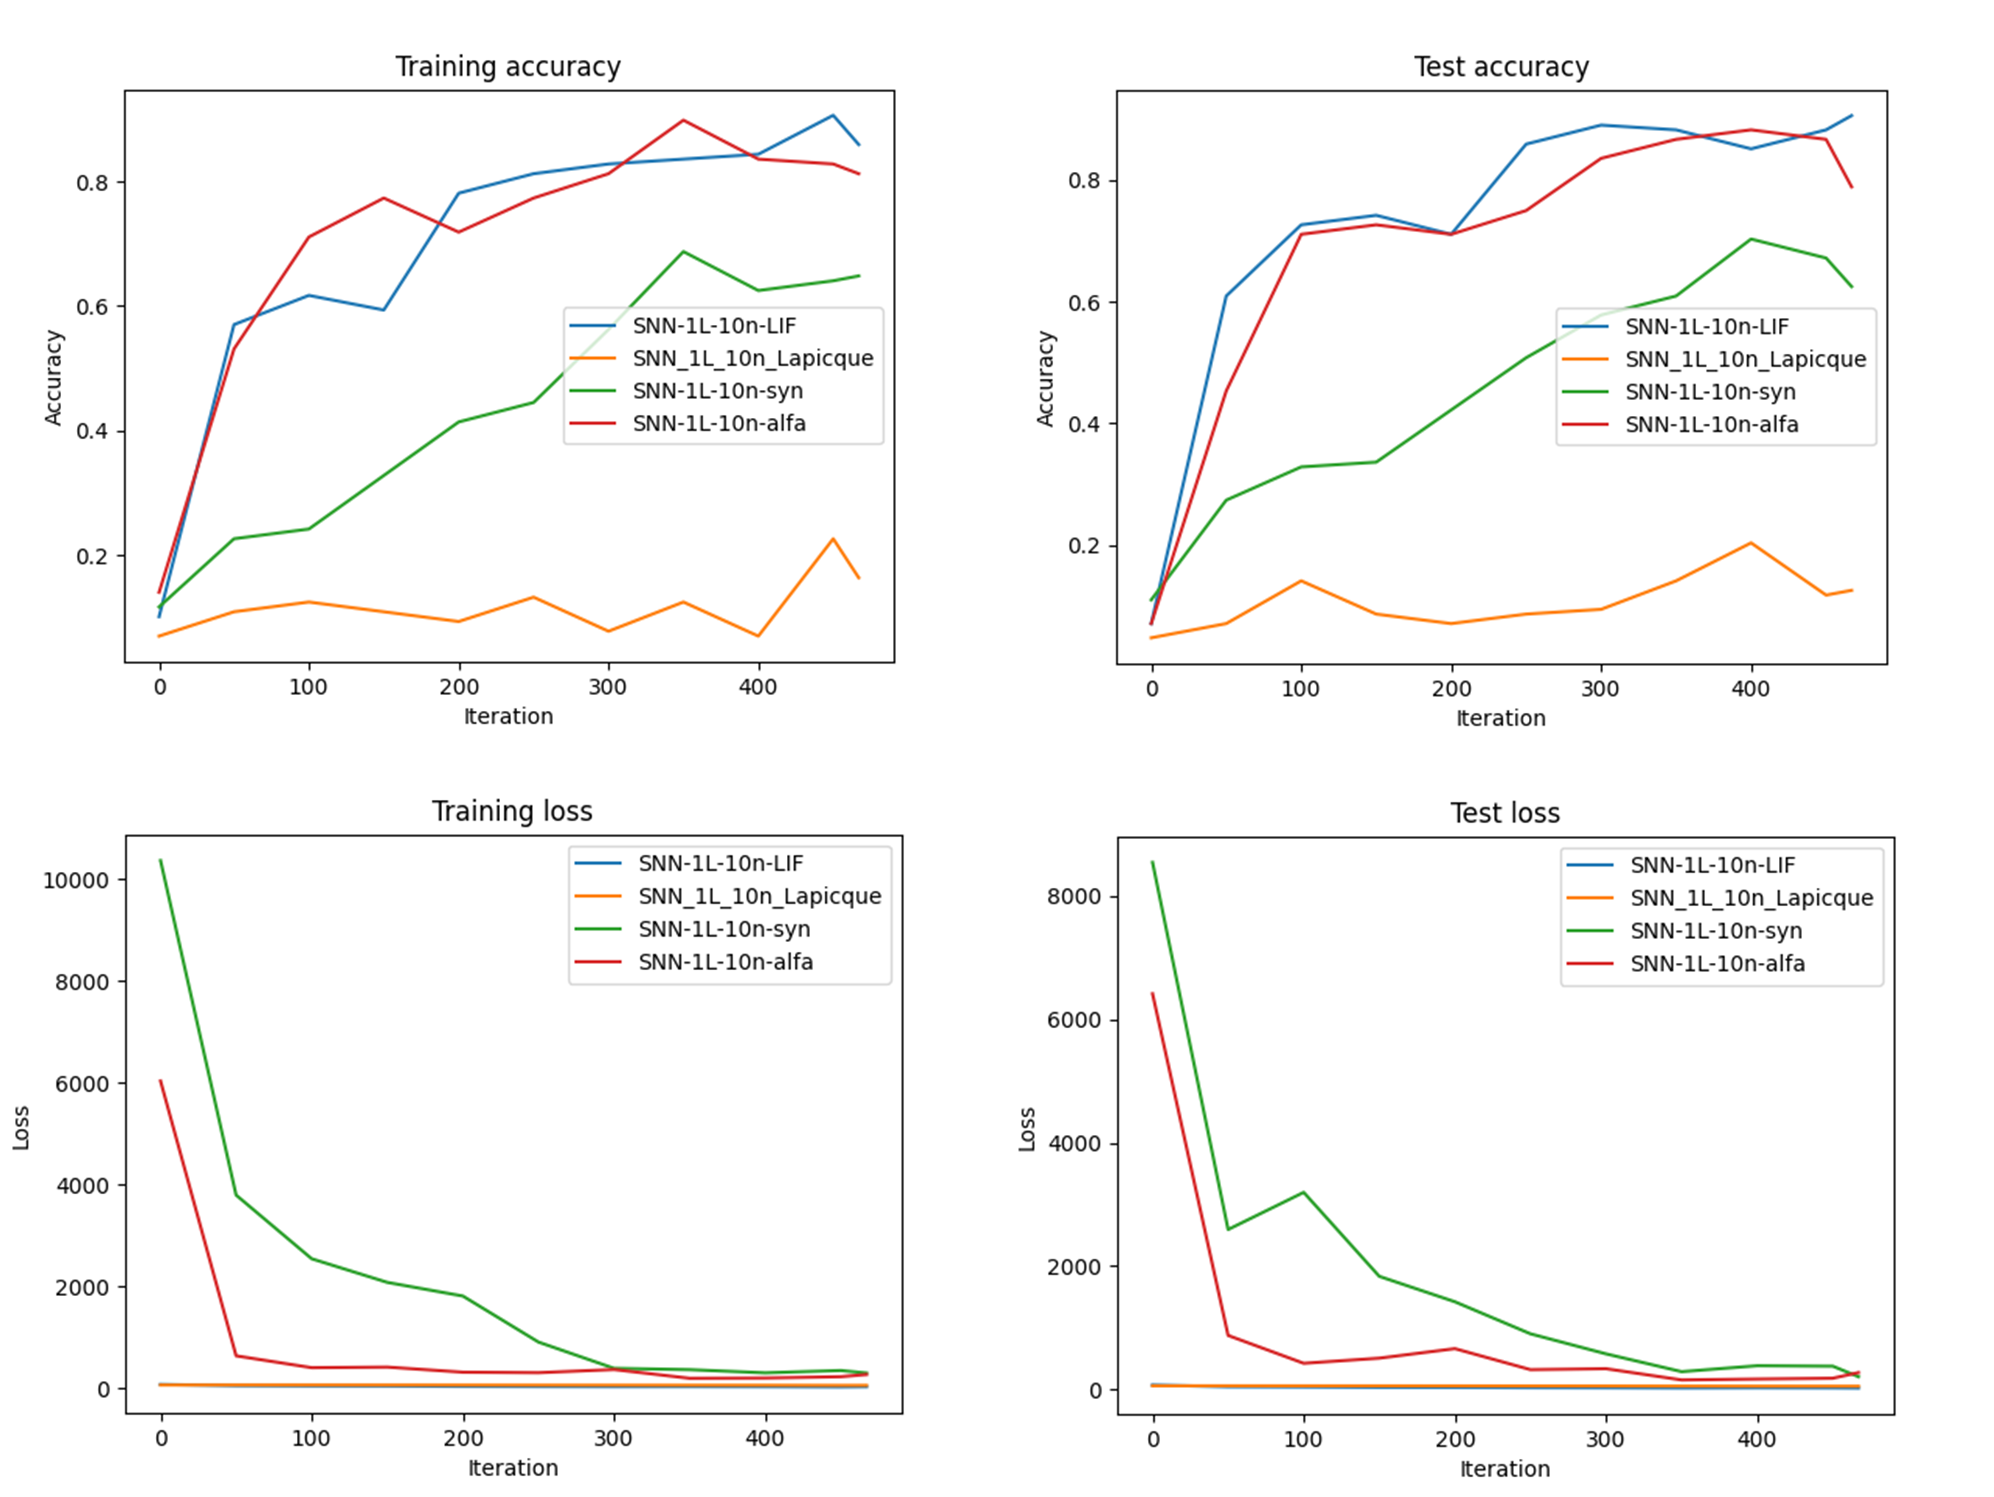 Training accuracy
0.8
0.6
0.4
0.2
Accuracy
SNN-1L-10n-LIF
SNN_1L_10n_Lapicque
SNN-1L-10n-syn
SNN-1L-10n-alfa
0 100 200 300 400
Iteration
Test accuracy
0.8
0.6
0.4
0.2
Accuracy
SNN-1L-10n-LIF
SNN_1L_10n_Lapicque
SNN-1L-10n-syn
SNN-1L-10n-alfa
0 100 200 300 400
Iteration
Training loss
10000
8000
6000
4000
2000
0
Loss
SNN-1L-10n-LIF
SNN_1L_10n_Lapicque
SNN-1L-10n-syn
SNN-1L-10n-alfa
0 100 200 300 400
Iteration
Test loss
8000
6000
4000
2000
0
Loss
SNN-1L-10n-LIF
SNN_1L_10n_Lapicque
SNN-1L-10n-syn
SNN-1L-10n-alfa
0 100 200 300 400
Iteration